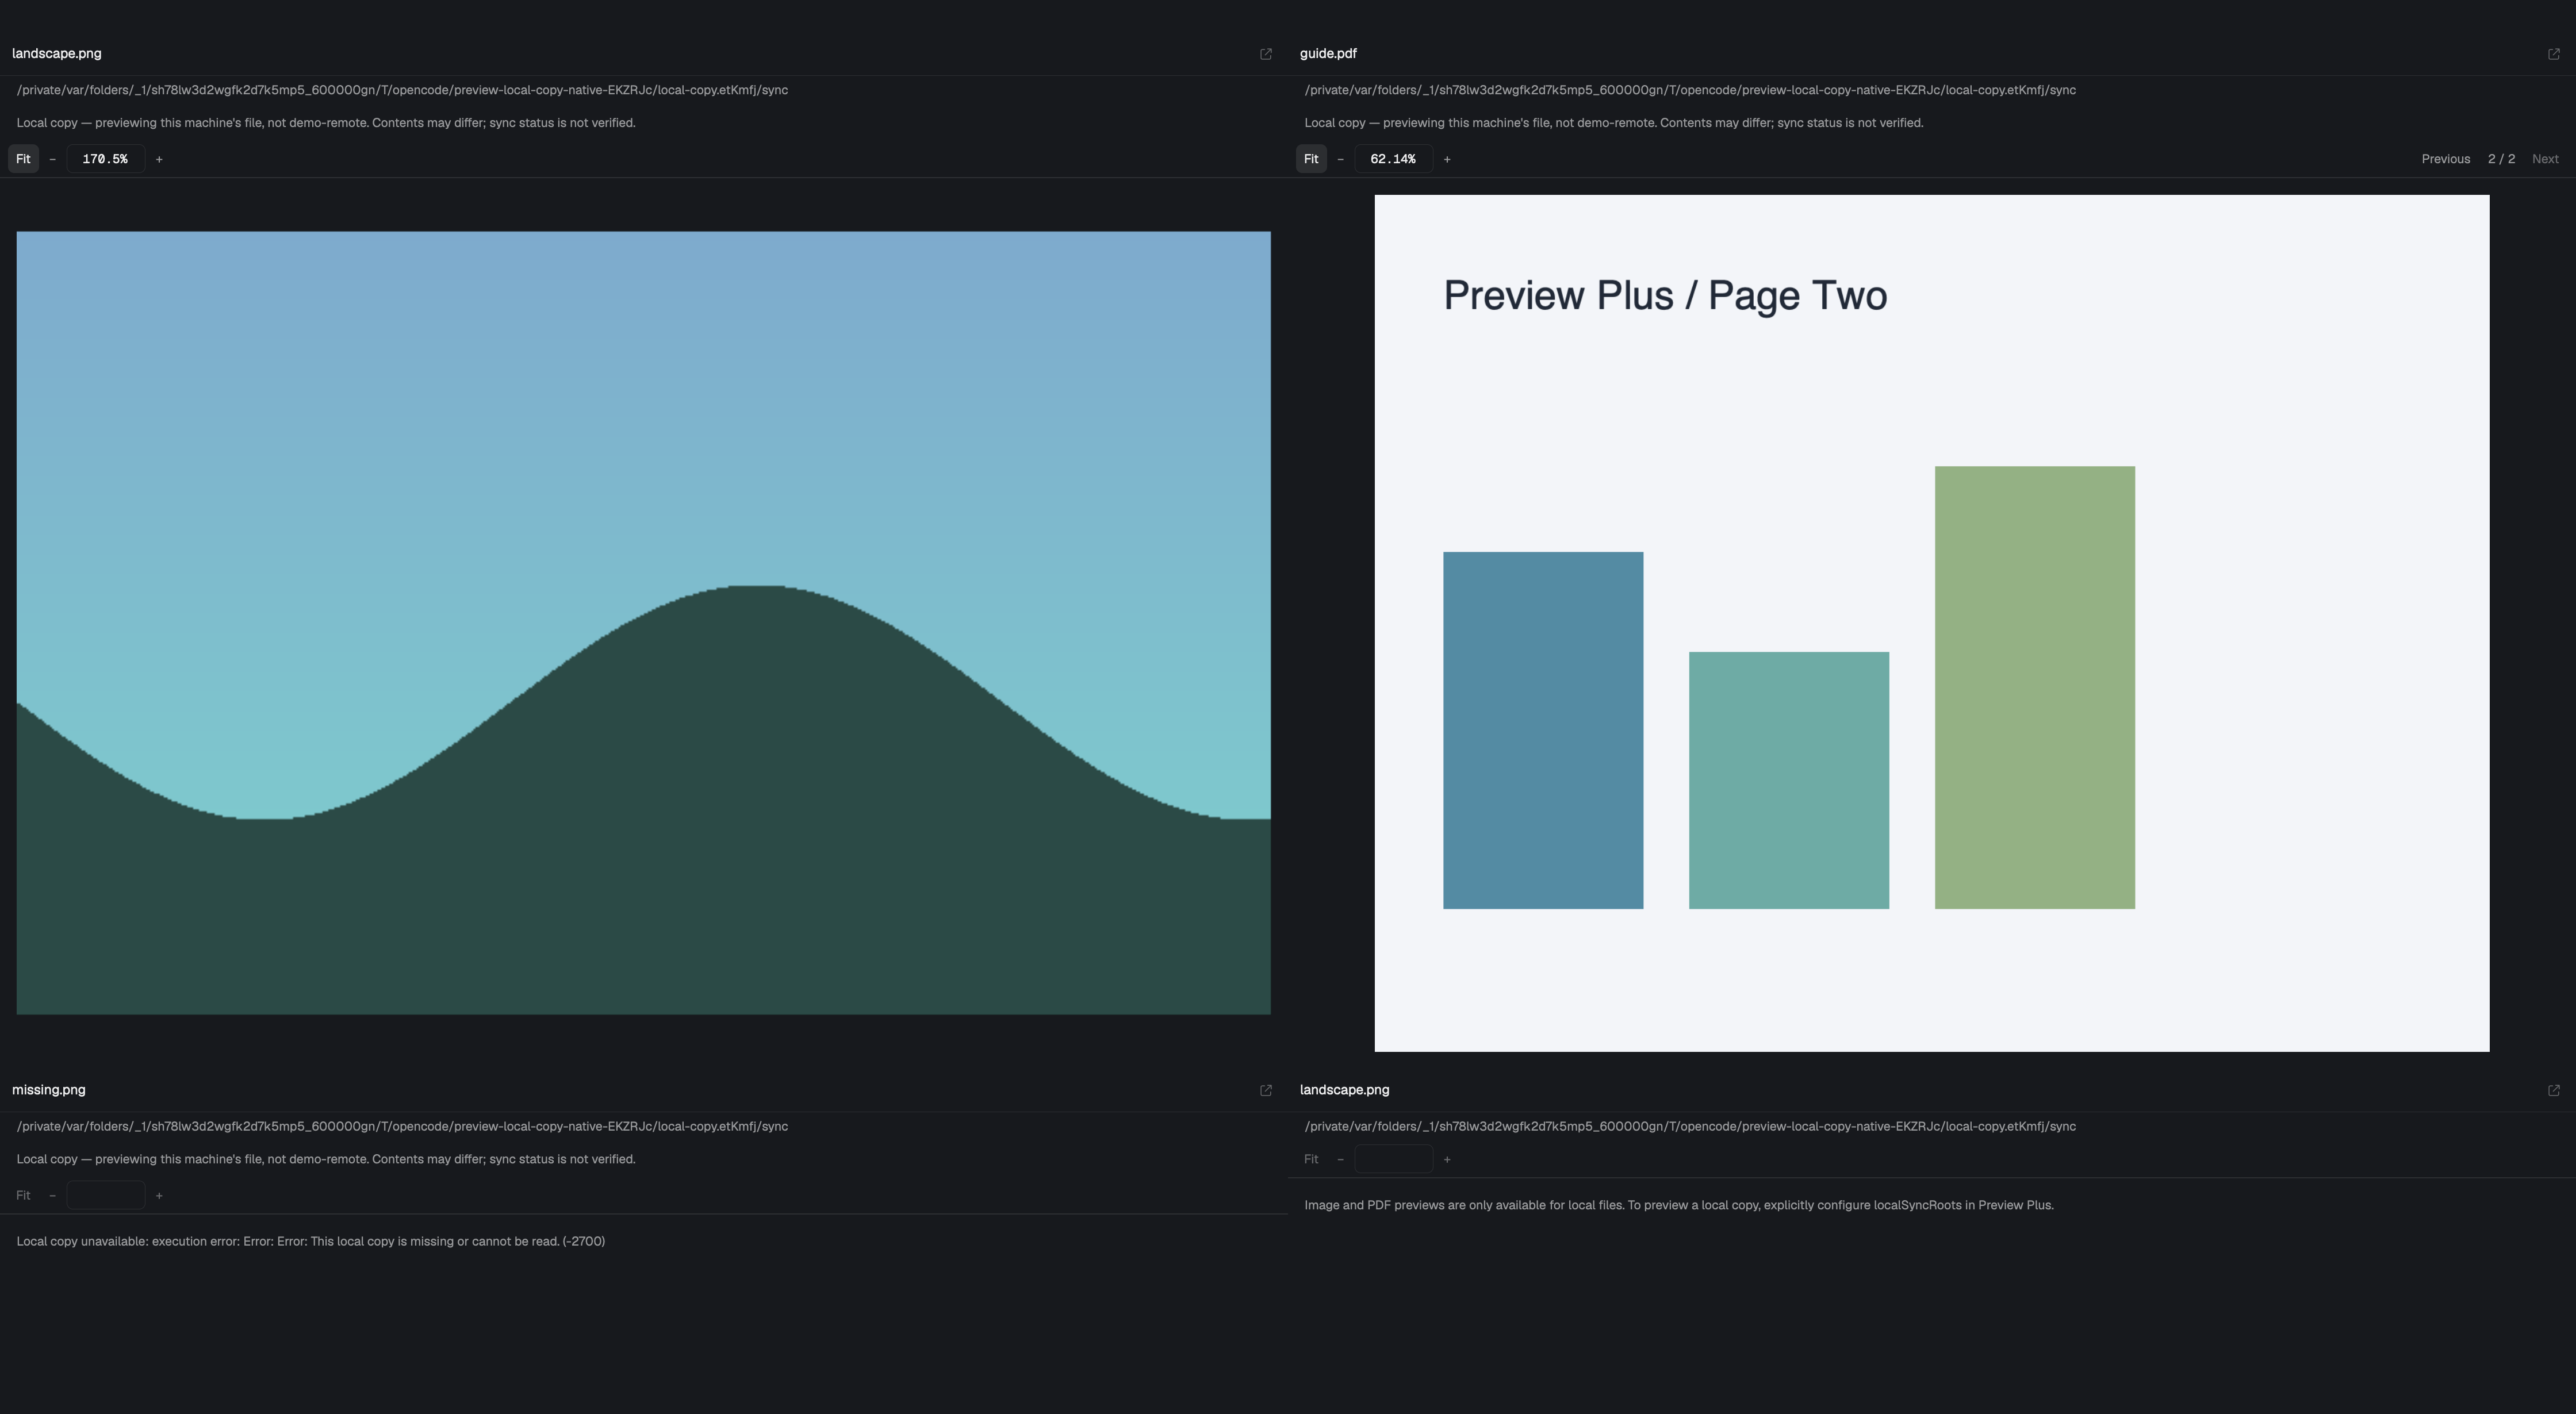 landscape.png
/private/var/folders/_1/sh78lw3d2wgfk2d7k5mp5_600000gn/T/opencode/preview-local-copy-native-EKZRJc/local-copy.etKmfj/sync
Local copy — previewing this machine's file, not demo-remote. Contents may differ; sync status is not verified.
Fit − 170.5% +
guide.pdf
/private/var/folders/_1/sh78lw3d2wgfk2d7k5mp5_600000gn/T/opencode/preview-local-copy-native-EKZRJc/local-copy.etKmfj/sync
Local copy — previewing this machine's file, not demo-remote. Contents may differ; sync status is not verified.
Fit − 62.14% + Previous 2 / 2 Next
Preview Plus / Page Two
missing.png
/private/var/folders/_1/sh78lw3d2wgfk2d7k5mp5_600000gn/T/opencode/preview-local-copy-native-EKZRJc/local-copy.etKmfj/sync
Local copy — previewing this machine's file, not demo-remote. Contents may differ; sync status is not verified.
Fit − +
Local copy unavailable: execution error: Error: Error: This local copy is missing or cannot be read. (-2700)
landscape.png
/private/var/folders/_1/sh78lw3d2wgfk2d7k5mp5_600000gn/T/opencode/preview-local-copy-native-EKZRJc/local-copy.etKmfj/sync
Fit − +
Image and PDF previews are only available for local files. To preview a local copy, explicitly configure localSyncRoots in Preview Plus.